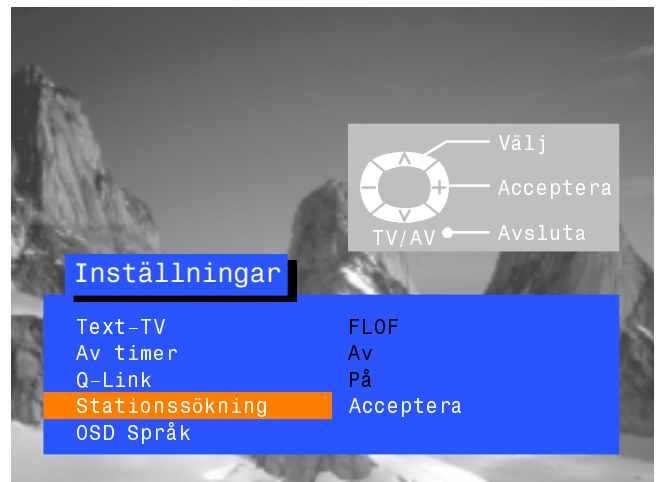 Välj
Acceptera
TV/AV Avsluta
Inställningar
Text-TV FLOF
Av timer Av
Q-Link På
Stationssökning Acceptera
OSD Språk